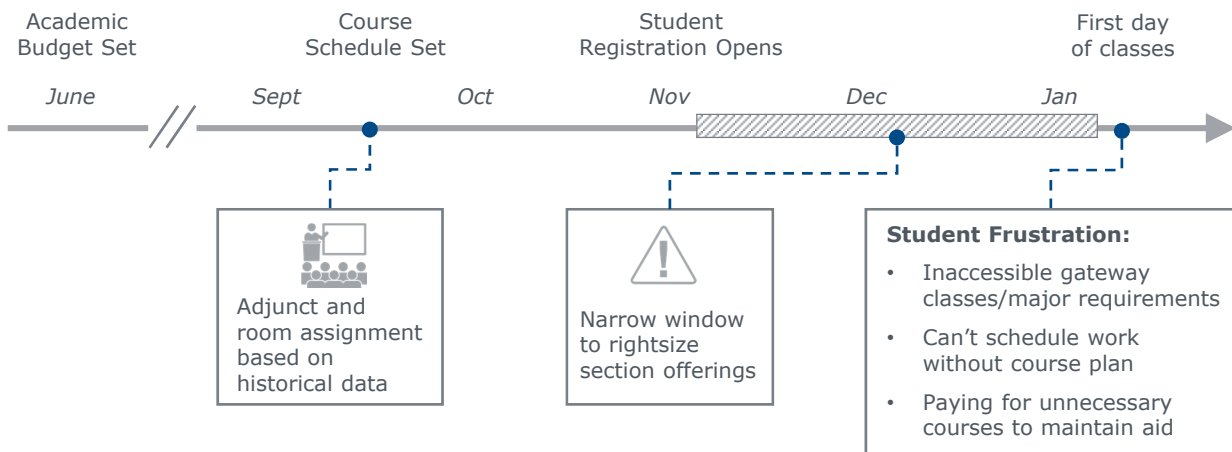 Academic
Budget Set
Course
Schedule Set
Student
Registration Opens
First day
of classes
June
Sept
Oct
Nov
Dec
Jan
Adjunct and
room assignment
based on
historical data
Narrow window
to rightsize
section offerings
Student Frustration:
• Inaccessible gateway
classes/major requirements
• Can't schedule work
without course plan
• Paying for unnecessary
courses to maintain aid